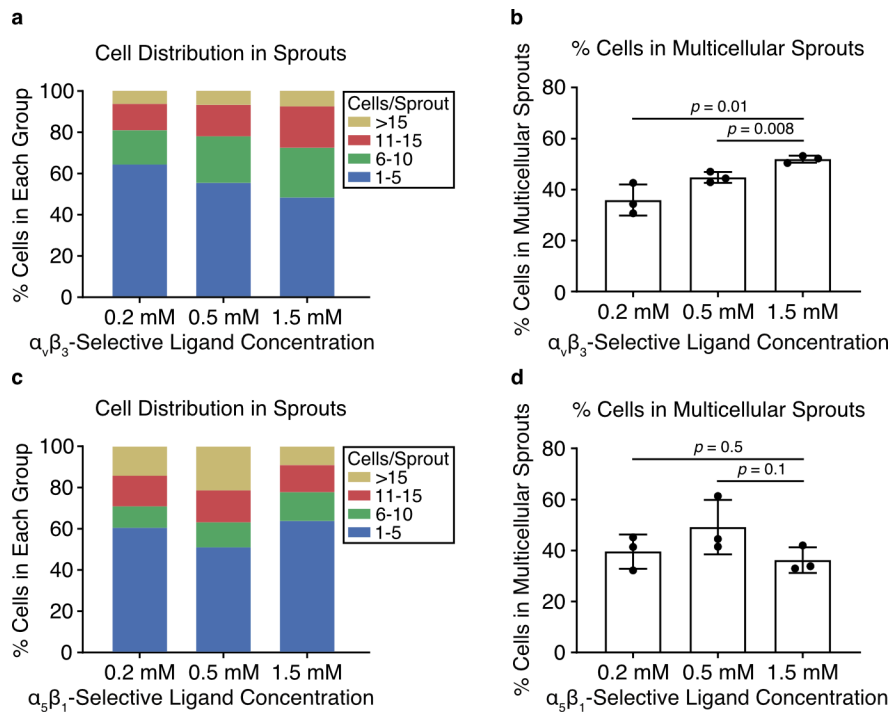 a
Cell Distribution in Sprouts
% Cells in Each Group
100
80
60
40
20
0
Cells/Sprout
>15
11-15
6-10
1-5
0.2 mM 0.5 mM 1.5 mM
αvβ3-Selective Ligand Concentration
b
% Cells in Multicellular Sprouts
% Cells in Multicellular Sprouts
80
60
40
20
0
p = 0.01
p = 0.008
0.2 mM 0.5 mM 1.5 mM
αvβ3-Selective Ligand Concentration
c
Cell Distribution in Sprouts
% Cells in Each Group
100
80
60
40
20
0
Cells/Sprout
>15
11-15
6-10
1-5
0.2 mM 0.5 mM 1.5 mM
α5β1-Selective Ligand Concentration
d
% Cells in Multicellular Sprouts
% Cells in Multicellular Sprouts
80
60
40
20
0
p = 0.5
p = 0.1
0.2 mM 0.5 mM 1.5 mM
α5β1-Selective Ligand Concentration